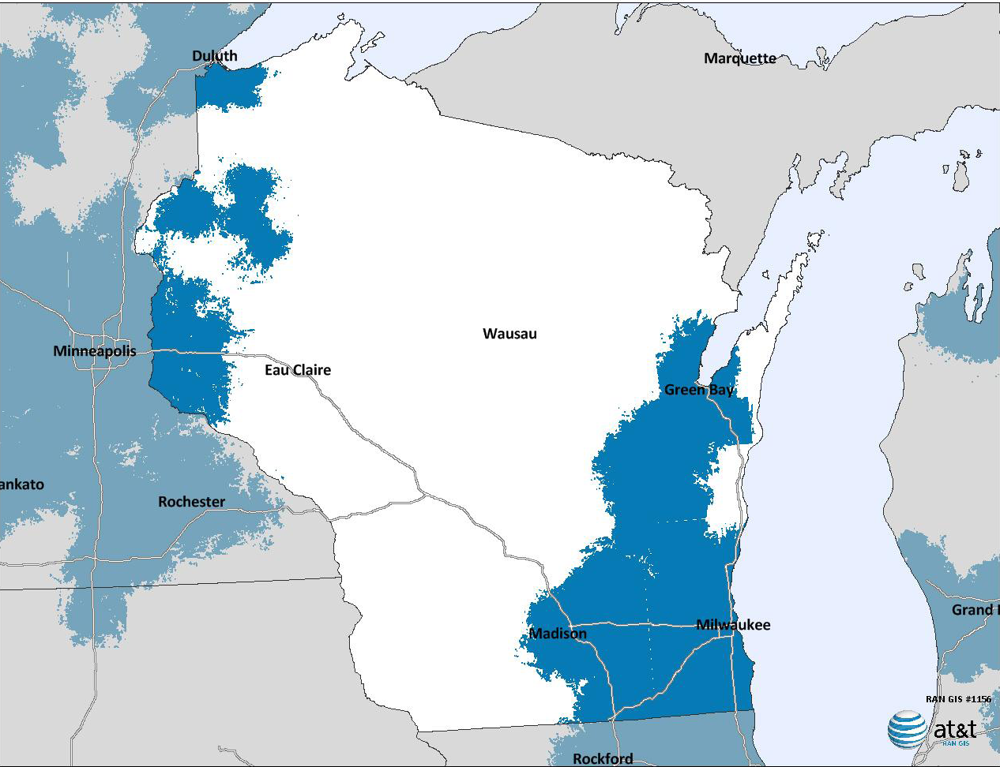 Duluth
Marquette
Wausau
Minneapolis
Eau Claire
Green Bay
ankato
Rochester
Grand
Madison
Milwaukee
RAN GIS #1156
at&t
RAN GIS
Rockford